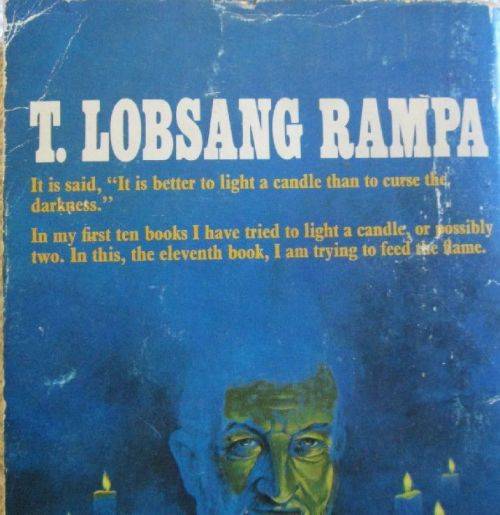 T. LOBSANG RAMPA
It is said, "It is better to light a candle than to curse the
darkness."
In my first ten books I have tried to light a candle, or possibly
two. In this, the eleventh book, I am trying to feed the flame.